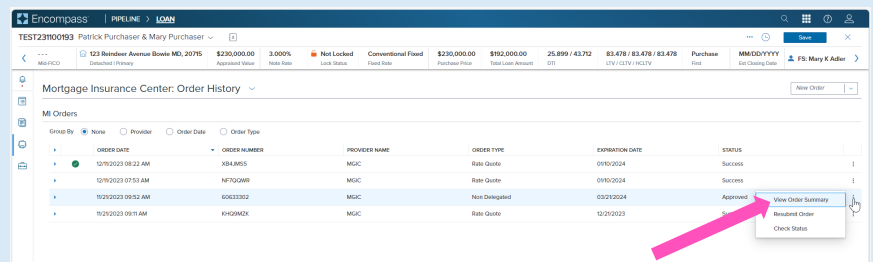 Encompass PIPELINE > LOAN
TEST231100193 Patrick Purchaser & Mary Purchaser Save
--- 123 Reindeer Avenue Bowie MD, 20715 $230,000.00 3.000% Not Locked Conventional Fixed $230,000.00 $192,000.00 25.899 / 43.712 83.478 / 83.478 / 83.478 Purchase MM/DD/YYYY FS: Mary K Adler
Mid-FICO Detached | Primary Appraised Value Note Rate Lock Status Fixed Rate Purchase Price Total Loan Amount DTI LTV / CLTV / HCLTV First Est Closing Date
Mortgage Insurance Center: Order History New Order
MI Orders
Group By None Provider Order Date Order Type
ORDER DATE ORDER NUMBER PROVIDER NAME ORDER TYPE EXPIRATION DATE STATUS
12/11/2023 08:22 AM XB4JMS5 MGIC Rate Quote 01/10/2024 Success
12/11/2023 07:53 AM NF7QQWR MGIC Rate Quote 01/10/2024 Success
11/21/2023 09:52 AM 60633302 MGIC Non Delegated 03/21/2024 Approved View Order Summary
11/21/2023 09:11 AM KHQ9MZK MGIC Rate Quote 12/21/2023 Resubmit Order
Check Status